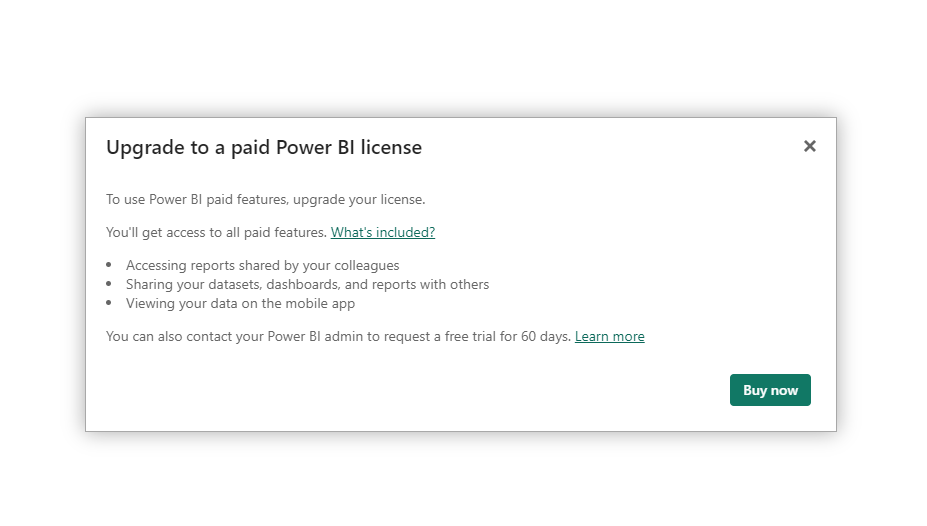 Upgrade to a paid Power BI license
To use Power BI paid features, upgrade your license.
You'll get access to all paid features. What's included?
Accessing reports shared by your colleagues
Sharing your datasets, dashboards, and reports with others
Viewing your data on the mobile app
You can also contact your Power BI admin to request a free trial for 60 days. Learn more
Buy now